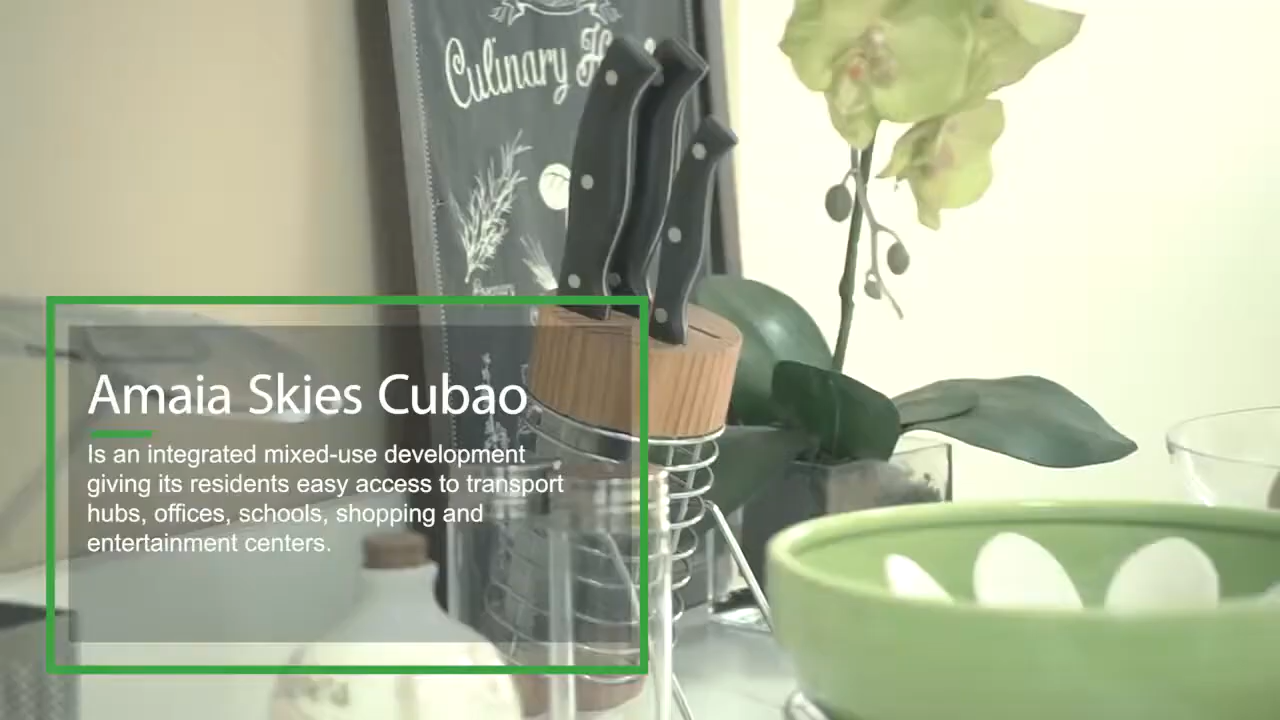 Culinary
Rosemary
Amaia Skies Cubao
Is an integrated mixed-use development
giving its residents easy access to transport
hubs, offices, schools, shopping and
entertainment centers.